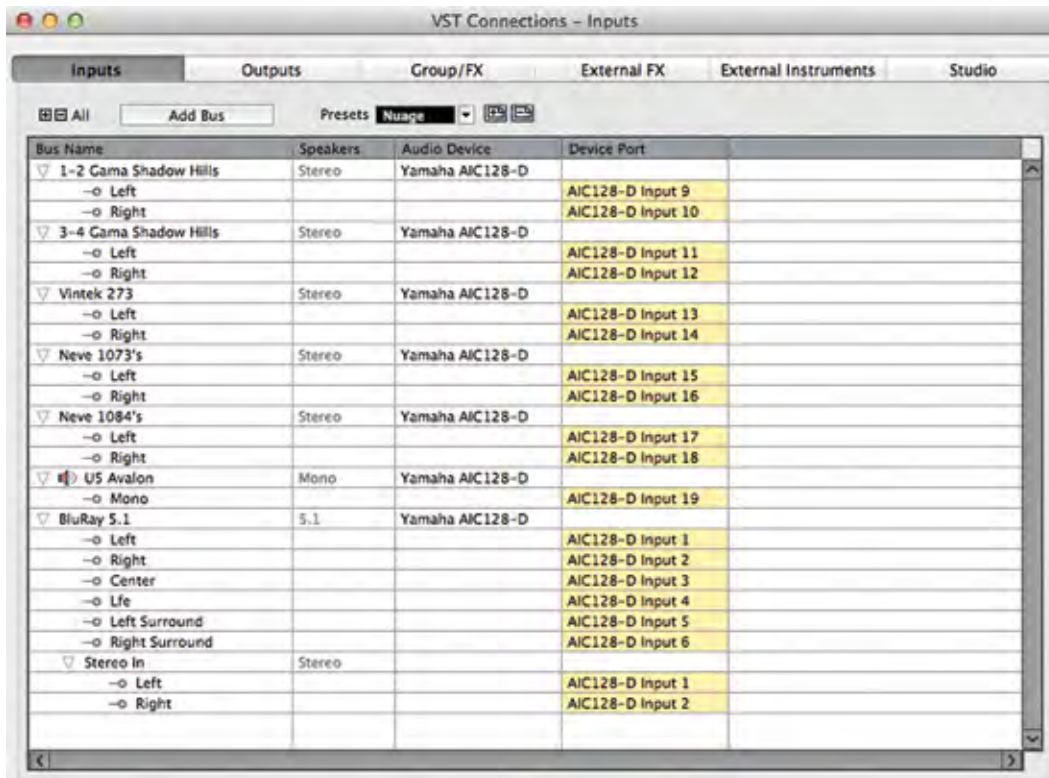 VST Connections – Inputs
Inputs Outputs Group/FX External FX External Instruments Studio
All Add Bus Presets Nuage
Bus Name Speakers Audio Device Device Port
1-2 Gama Shadow Hills Stereo Yamaha AIC128-D
Left AIC128-D Input 9
Right AIC128-D Input 10
3-4 Gama Shadow Hills Stereo Yamaha AIC128-D
Left AIC128-D Input 11
Right AIC128-D Input 12
Vintek 273 Stereo Yamaha AIC128-D
Left AIC128-D Input 13
Right AIC128-D Input 14
Neve 1073's Stereo Yamaha AIC128-D
Left AIC128-D Input 15
Right AIC128-D Input 16
Neve 1084's Stereo Yamaha AIC128-D
Left AIC128-D Input 17
Right AIC128-D Input 18
U5 Avalon Mono Yamaha AIC128-D
Mono AIC128-D Input 19
BluRay 5.1 5.1 Yamaha AIC128-D
Left AIC128-D Input 1
Right AIC128-D Input 2
Center AIC128-D Input 3
Lfe AIC128-D Input 4
Left Surround AIC128-D Input 5
Right Surround AIC128-D Input 6
Stereo In Stereo
Left AIC128-D Input 1
Right AIC128-D Input 2